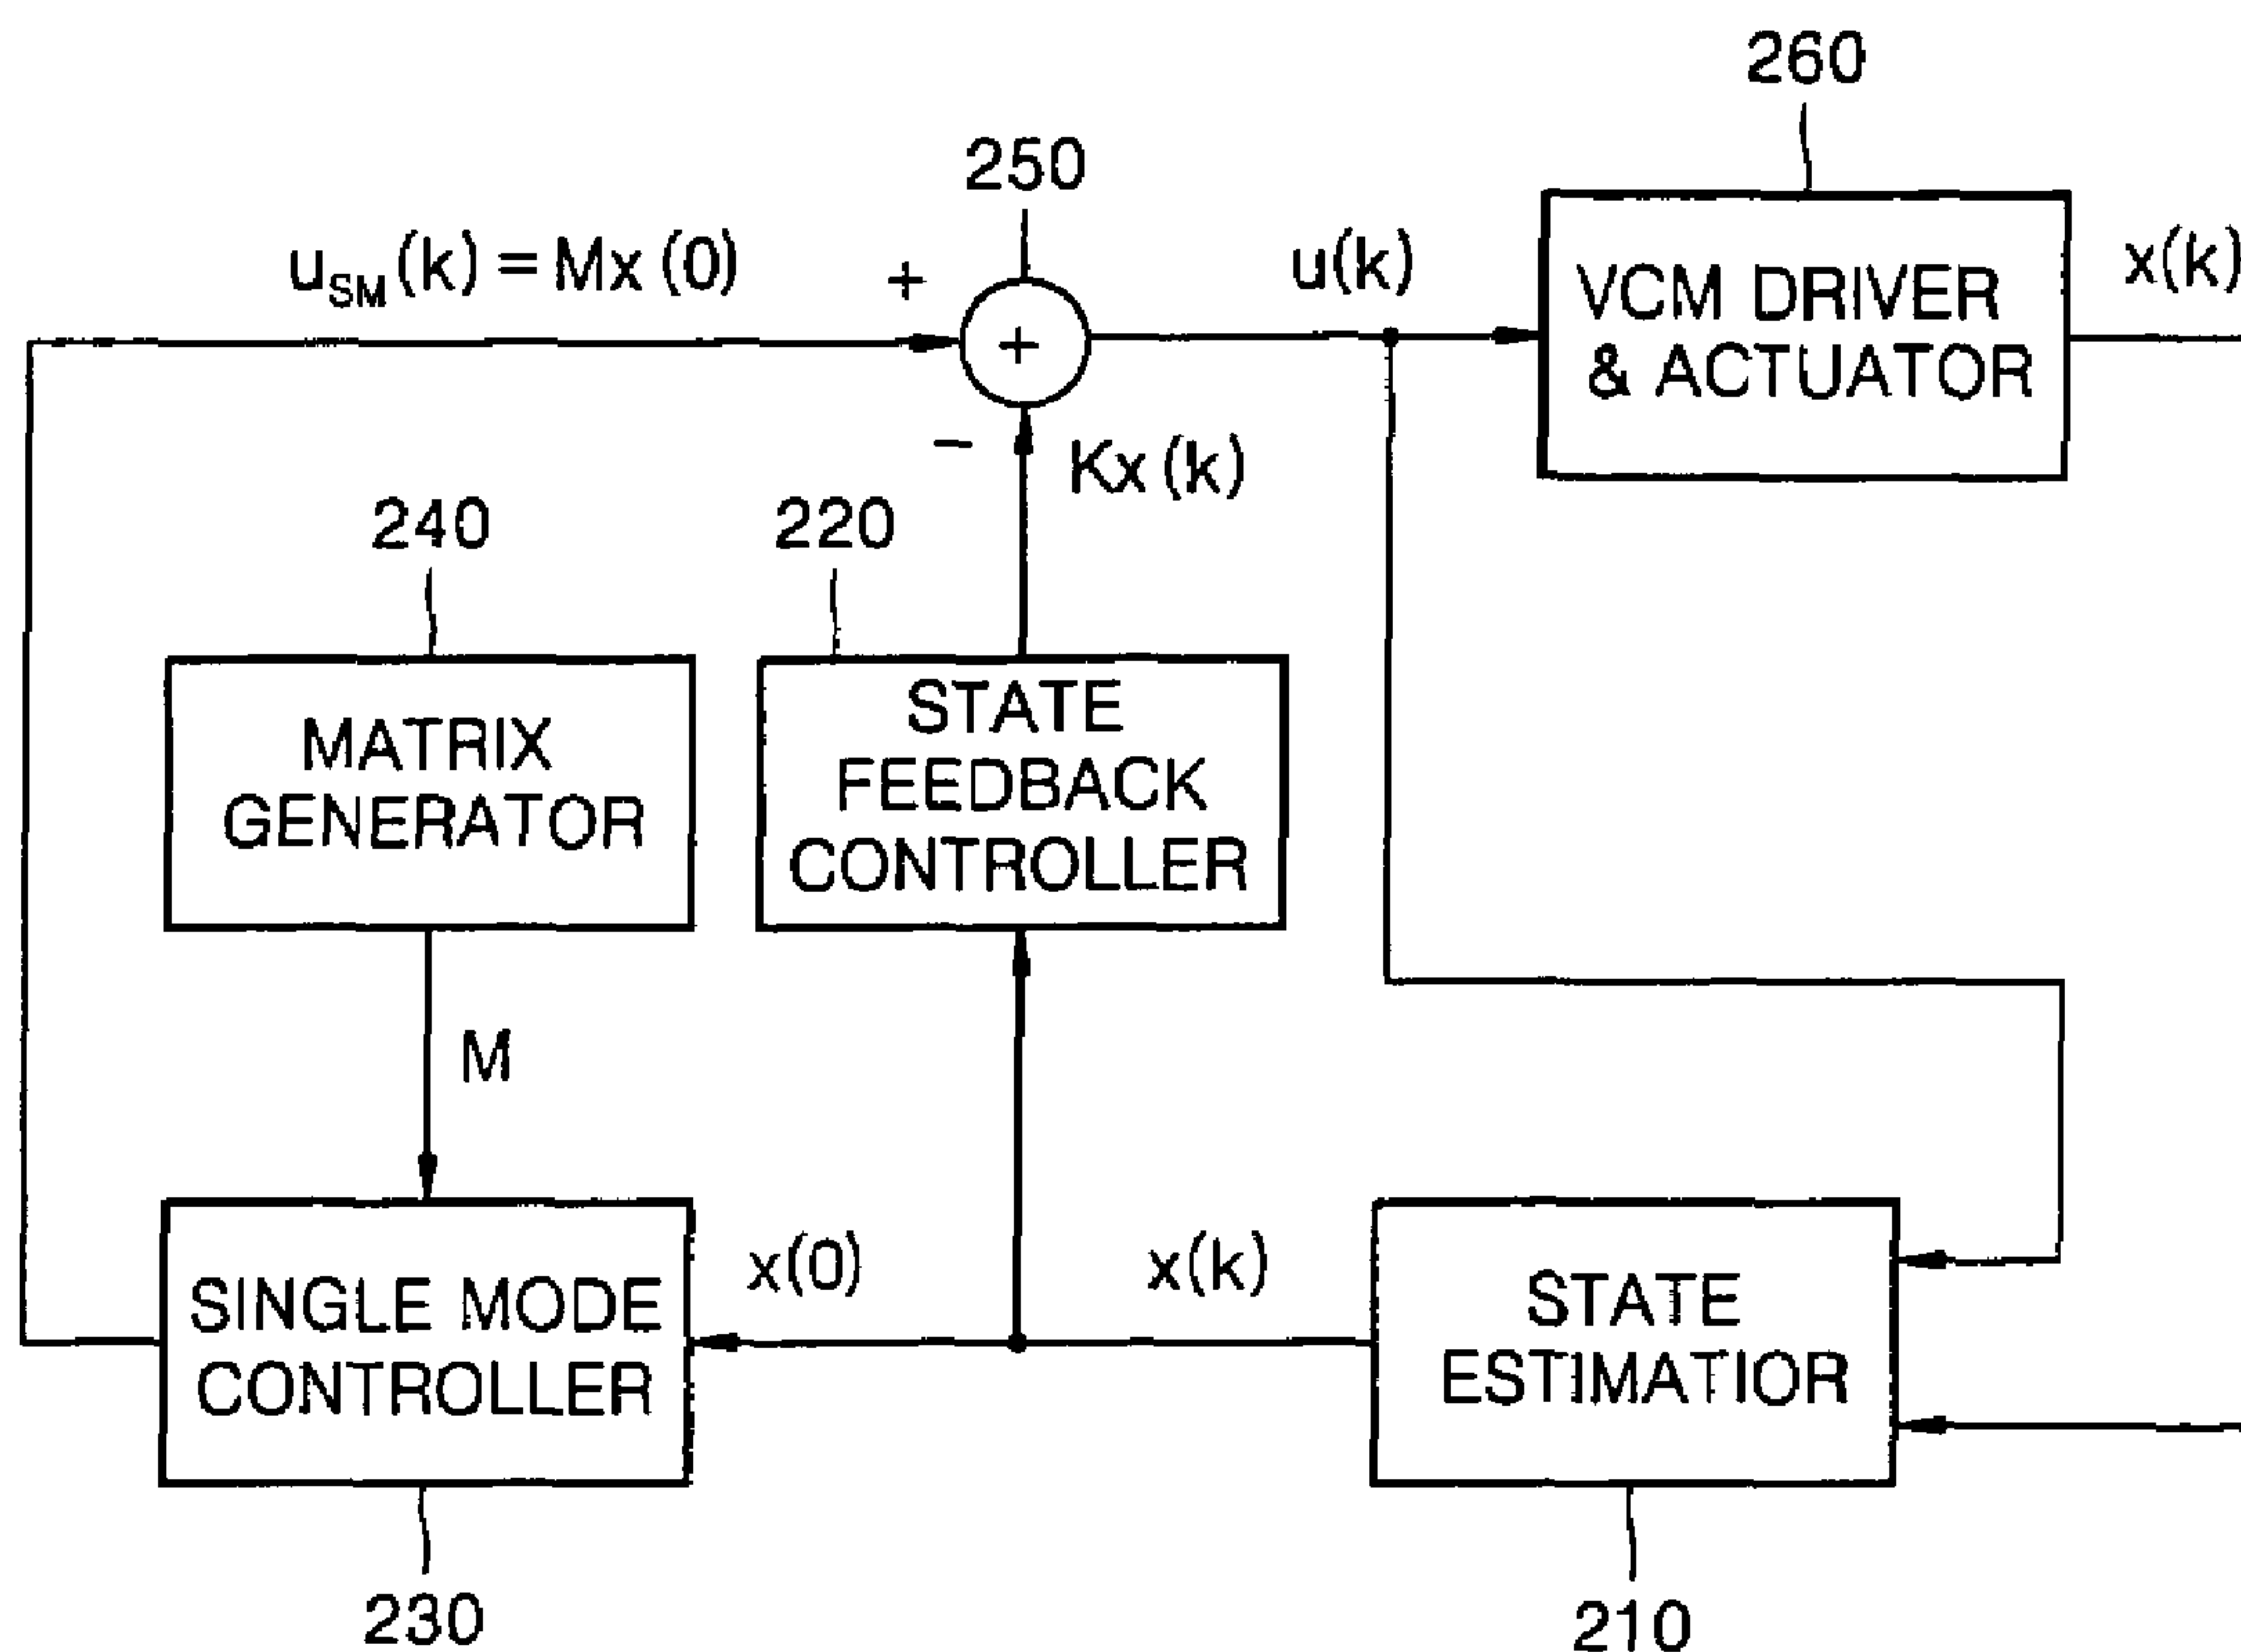 260
250
u_SM(k) = Mx(0)
+
u(k)
VCM DRIVER
& ACTUATOR
x(k)
+
−
Kx(k)
240
220
MATRIX
GENERATOR
STATE
FEEDBACK
CONTROLLER
M
SINGLE MODE
CONTROLLER
x(0)
x(k)
STATE
ESTIMATIOR
230
210